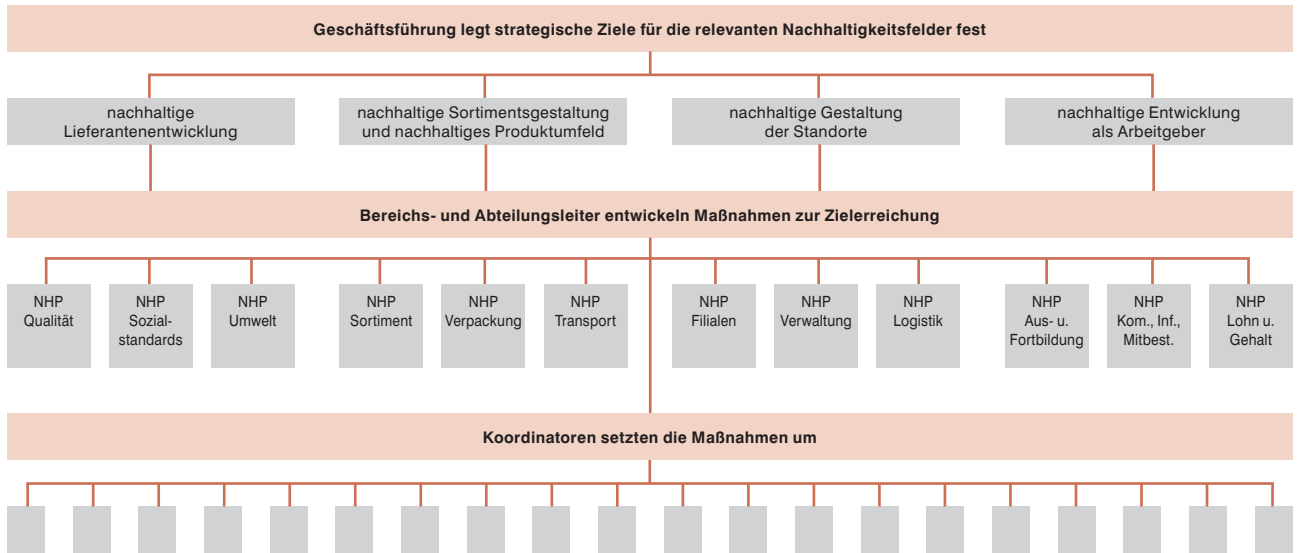 Geschäftsführung legt strategische Ziele für die relevanten Nachhaltigkeitsfelder fest
nachhaltige
Lieferantenentwicklung
nachhaltige Sortimentsgestaltung
und nachhaltiges Produktumfeld
nachhaltige Gestaltung
der Standorte
nachhaltige Entwicklung
als Arbeitgeber
Bereichs- und Abteilungsleiter entwickeln Maßnahmen zur Zielerreichung
NHP
Qualität
NHP
Sozial-
standards
NHP
Umwelt
NHP
Sortiment
NHP
Verpackung
NHP
Transport
NHP
Filialen
NHP
Verwaltung
NHP
Logistik
NHP
Aus- u.
Fortbildung
NHP
Kom., Inf.,
Mitbest.
NHP
Lohn u.
Gehalt
Koordinatoren setzten die Maßnahmen um